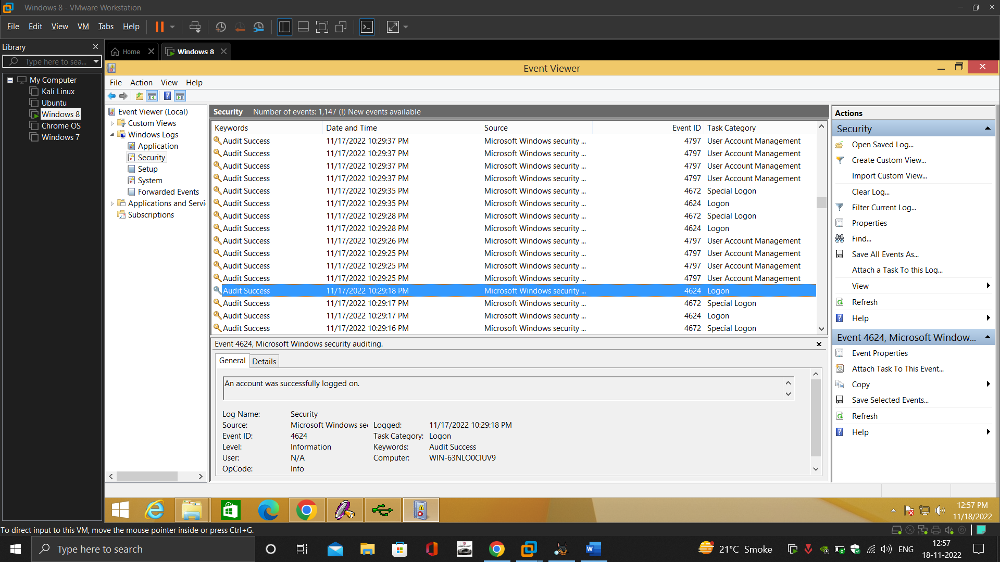 Windows 8 - VMware Workstation
File Edit View VM Tabs Help
Library
Type here to sea...
My Computer
Kali Linux
Ubuntu
Windows 8
Chrome OS
Windows 7
Home
Windows 8
Event Viewer
File Action View Help
Event Viewer (Local)
Custom Views
Windows Logs
Application
Security
Setup
System
Forwarded Events
Applications and Servi
Subscriptions
Security Number of events: 1,147 (!) New events available
Keywords Date and Time Source Event ID Task Category
Audit Success 11/17/2022 10:29:37 PM Microsoft Windows security ... 4797 User Account Management
Audit Success 11/17/2022 10:29:37 PM Microsoft Windows security ... 4797 User Account Management
Audit Success 11/17/2022 10:29:37 PM Microsoft Windows security ... 4797 User Account Management
Audit Success 11/17/2022 10:29:37 PM Microsoft Windows security ... 4797 User Account Management
Audit Success 11/17/2022 10:29:35 PM Microsoft Windows security ... 4672 Special Logon
Audit Success 11/17/2022 10:29:35 PM Microsoft Windows security ... 4624 Logon
Audit Success 11/17/2022 10:29:28 PM Microsoft Windows security ... 4672 Special Logon
Audit Success 11/17/2022 10:29:28 PM Microsoft Windows security ... 4624 Logon
Audit Success 11/17/2022 10:29:26 PM Microsoft Windows security ... 4797 User Account Management
Audit Success 11/17/2022 10:29:25 PM Microsoft Windows security ... 4797 User Account Management
Audit Success 11/17/2022 10:29:25 PM Microsoft Windows security ... 4797 User Account Management
Audit Success 11/17/2022 10:29:25 PM Microsoft Windows security ... 4797 User Account Management
Audit Success 11/17/2022 10:29:18 PM Microsoft Windows security ... 4624 Logon
Audit Success 11/17/2022 10:29:17 PM Microsoft Windows security ... 4672 Special Logon
Audit Success 11/17/2022 10:29:17 PM Microsoft Windows security ... 4624 Logon
Audit Success 11/17/2022 10:29:16 PM Microsoft Windows security ... 4672 Special Logon
Event 4624, Microsoft Windows security auditing.
General Details
An account was successfully logged on.
Log Name: Security
Source: Microsoft Windows sec Logged: 11/17/2022 10:29:18 PM
Event ID: 4624 Task Category: Logon
Level: Information Keywords: Audit Success
User: N/A Computer: WIN-63NLO0CIUV9
OpCode: Info
Actions
Security
Open Saved Log...
Create Custom View...
Import Custom View...
Clear Log...
Filter Current Log...
Properties
Find...
Save All Events As...
Attach a Task To this Log...
View
Refresh
Help
Event 4624, Microsoft Window...
Event Properties
Attach Task To This Event...
Copy
Save Selected Events...
Refresh
Help
12:57 PM
11/18/2022
To direct input to this VM, move the mouse pointer inside or press Ctrl+G.
Type here to search
21°C Smoke
ENG
12:57
18-11-2022